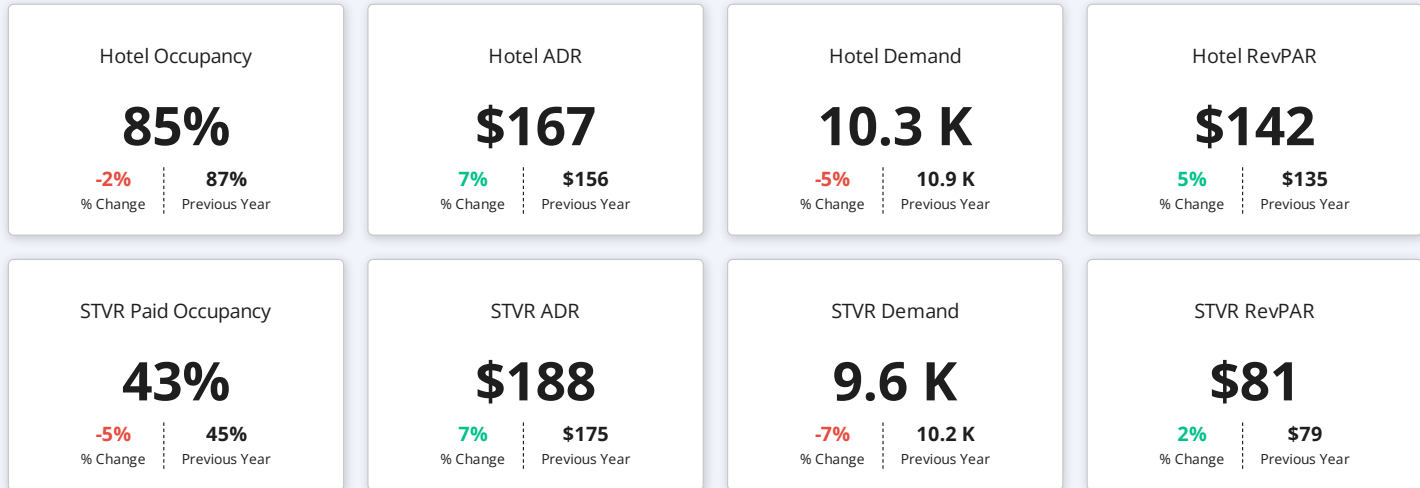 Hotel Occupancy
85%
-2% 87%
% Change Previous Year
Hotel ADR
$167
7% $156
% Change Previous Year
Hotel Demand
10.3 K
-5% 10.9 K
% Change Previous Year
Hotel RevPAR
$142
5% $135
% Change Previous Year
STVR Paid Occupancy
43%
-5% 45%
% Change Previous Year
STVR ADR
$188
7% $175
% Change Previous Year
STVR Demand
9.6 K
-7% 10.2 K
% Change Previous Year
STVR RevPAR
$81
2% $79
% Change Previous Year